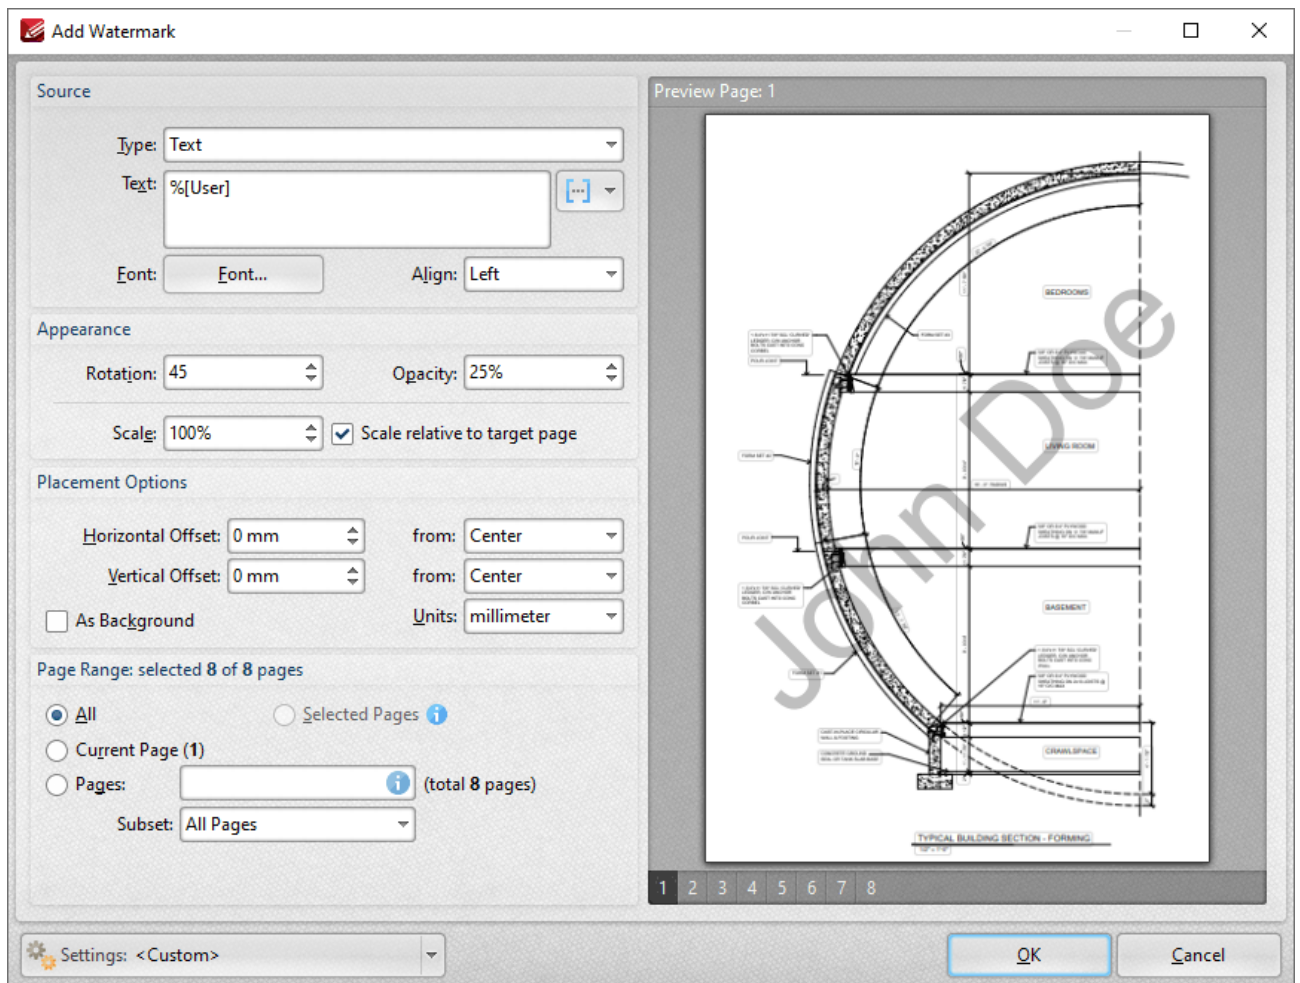 Add Watermark
Source
Type: Text
Text: %[User]
Font: Font... Align: Left
Appearance
Rotation: 45 Opacity: 25%
Scale: 100% Scale relative to target page
Placement Options
Horizontal Offset: 0 mm from: Center
Vertical Offset: 0 mm from: Center
As Background Units: millimeter
Page Range: selected 8 of 8 pages
All Selected Pages
Current Page (1)
Pages: (total 8 pages)
Subset: All Pages
Preview Page: 1
BEDROOMS
John Doe
LIVING ROOM
BASEMENT
CRAWLSPACE
TYPICAL BUILDING SECTION - FORMING
1 2 3 4 5 6 7 8
Settings: <Custom>
OK Cancel